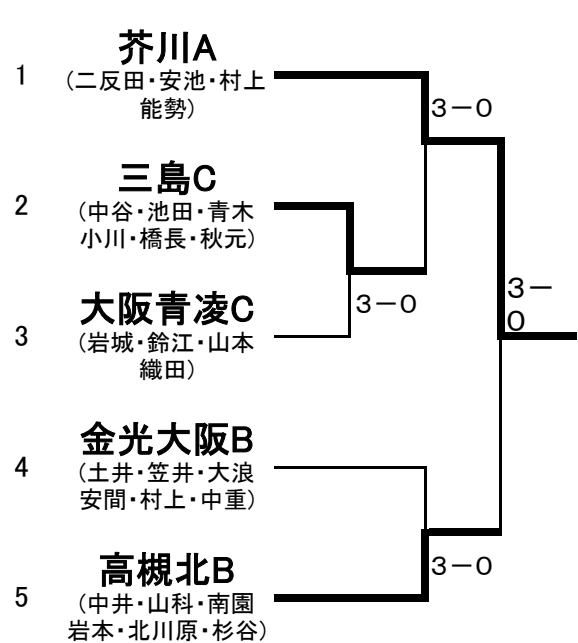 芥川A
1
(二反田・安池・村上
能勢)
3－0
三島C
2
(中谷・池田・青木
小川・橋長・秋元)
大阪青凌C
3
(岩城・鈴江・山本
織田)
3－0
3－
0
金光大阪B
4
(土井・笠井・大浪
安間・村上・中重)
高槻北B
5
(中井・山科・南園
岩本・北川原・杉谷)
3－0